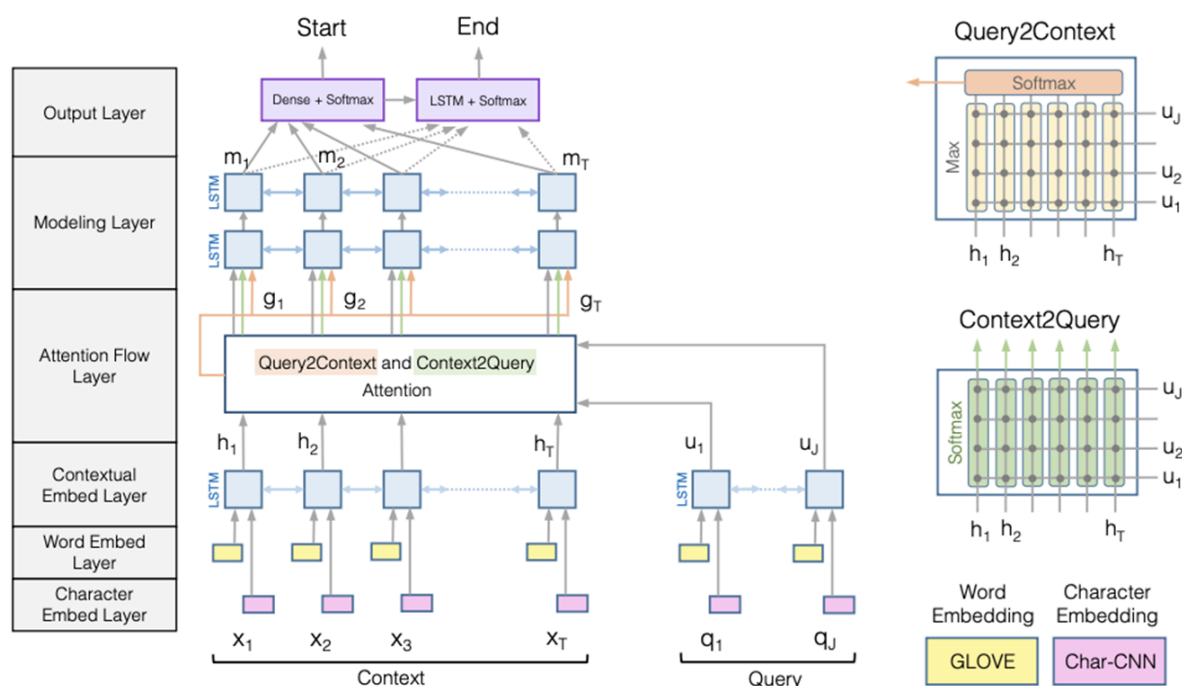 Start
End
Output Layer
Dense + Softmax
LSTM + Softmax
m1
m2
mT
LSTM
Modeling Layer
LSTM
g1
g2
gT
Attention Flow
Layer
Query2Context and Context2Query
Attention
h1
h2
hT
u1
uJ
Contextual
Embed Layer
LSTM
LSTM
Word Embed
Layer
Character
Embed Layer
x1
x2
x3
xT
q1
qJ
Context
Query
Query2Context
Softmax
Max
uJ
u2
u1
h1
h2
hT
Context2Query
Softmax
uJ
u2
u1
h1
h2
hT
Word
Embedding
Character
Embedding
GLOVE
Char-CNN